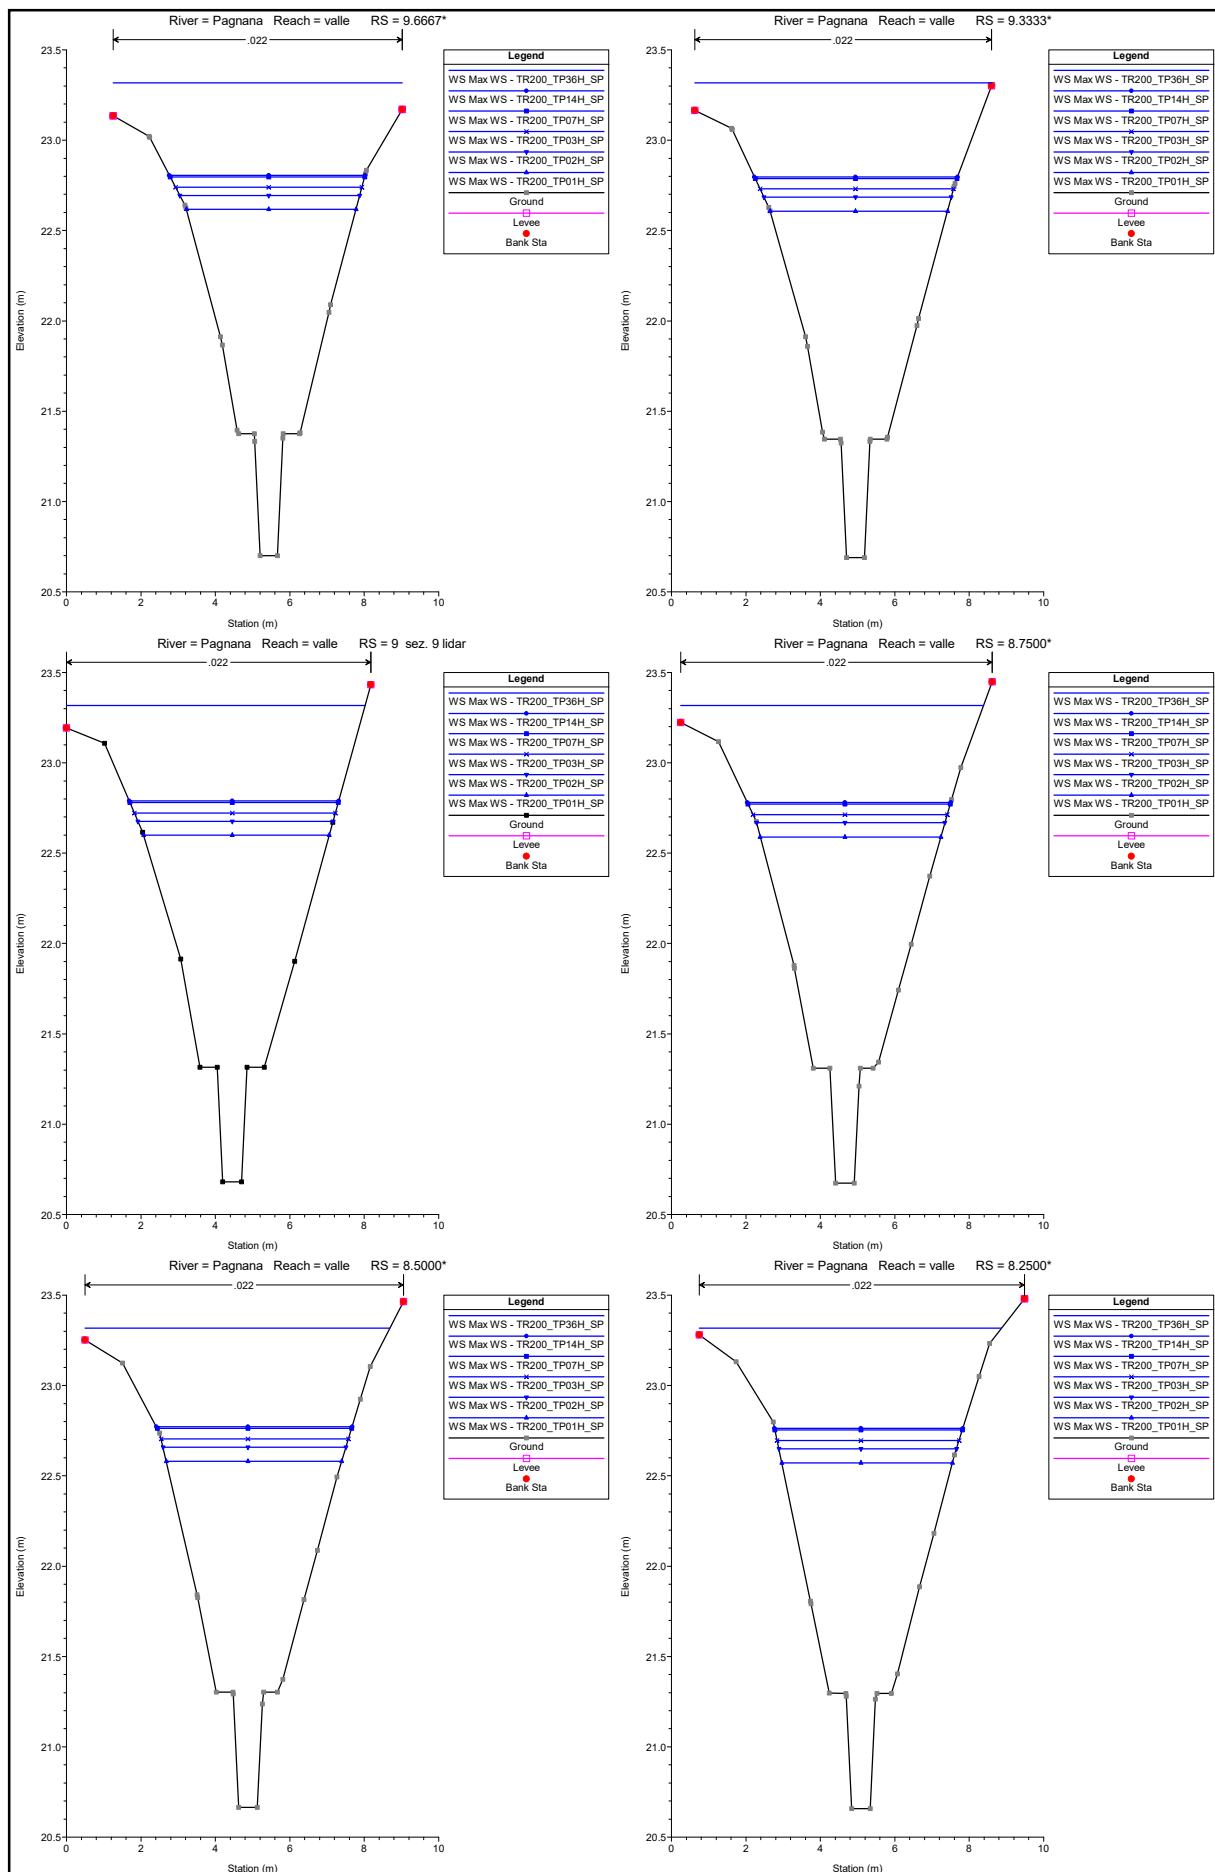 River = Pagnana Reach = valle RS = 9.6667*
.022
23.5
23.0
22.5
22.0
21.5
21.0
20.5
0 2 4 6 8 10
Station (m)
Elevation (m)
Legend
WS Max WS - TR200_TP36H_SP
WS Max WS - TR200_TP14H_SP
WS Max WS - TR200_TP07H_SP
WS Max WS - TR200_TP03H_SP
WS Max WS - TR200_TP02H_SP
WS Max WS - TR200_TP01H_SP
Ground
Levee
Bank Sta
River = Pagnana Reach = valle RS = 9.3333*
.022
23.5
23.0
22.5
22.0
21.5
21.0
20.5
0 2 4 6 8 10
Station (m)
Elevation (m)
Legend
WS Max WS - TR200_TP36H_SP
WS Max WS - TR200_TP14H_SP
WS Max WS - TR200_TP07H_SP
WS Max WS - TR200_TP03H_SP
WS Max WS - TR200_TP02H_SP
WS Max WS - TR200_TP01H_SP
Ground
Levee
Bank Sta
River = Pagnana Reach = valle RS = 9 sez. 9 lidar
.022
23.5
23.0
22.5
22.0
21.5
21.0
20.5
0 2 4 6 8 10
Station (m)
Elevation (m)
Legend
WS Max WS - TR200_TP36H_SP
WS Max WS - TR200_TP14H_SP
WS Max WS - TR200_TP07H_SP
WS Max WS - TR200_TP03H_SP
WS Max WS - TR200_TP02H_SP
WS Max WS - TR200_TP01H_SP
Ground
Levee
Bank Sta
River = Pagnana Reach = valle RS = 8.7500*
.022
23.5
23.0
22.5
22.0
21.5
21.0
20.5
0 2 4 6 8 10
Station (m)
Elevation (m)
Legend
WS Max WS - TR200_TP36H_SP
WS Max WS - TR200_TP14H_SP
WS Max WS - TR200_TP07H_SP
WS Max WS - TR200_TP03H_SP
WS Max WS - TR200_TP02H_SP
WS Max WS - TR200_TP01H_SP
Ground
Levee
Bank Sta
River = Pagnana Reach = valle RS = 8.5000*
.022
23.5
23.0
22.5
22.0
21.5
21.0
20.5
0 2 4 6 8 10
Station (m)
Elevation (m)
Legend
WS Max WS - TR200_TP36H_SP
WS Max WS - TR200_TP14H_SP
WS Max WS - TR200_TP07H_SP
WS Max WS - TR200_TP03H_SP
WS Max WS - TR200_TP02H_SP
WS Max WS - TR200_TP01H_SP
Ground
Levee
Bank Sta
River = Pagnana Reach = valle RS = 8.2500*
.022
23.5
23.0
22.5
22.0
21.5
21.0
20.5
0 2 4 6 8 10
Station (m)
Elevation (m)
Legend
WS Max WS - TR200_TP36H_SP
WS Max WS - TR200_TP14H_SP
WS Max WS - TR200_TP07H_SP
WS Max WS - TR200_TP03H_SP
WS Max WS - TR200_TP02H_SP
WS Max WS - TR200_TP01H_SP
Ground
Levee
Bank Sta